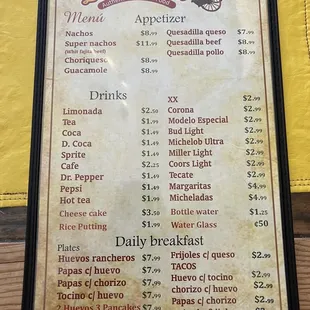 Menú
Appetizer
Nachos $8.99
Super nachos $11.99
Choriqueso $8.99
Guacamole $8.99
Quesadilla queso $7.99
Quesadilla beef $8.99
Quesadilla pollo $8.99
Drinks
Limonada $2.50
Tea $1.99
Coca $1.49
D. Coca $1.49
Sprite $1.49
Cafe $2.25
Dr. Pepper $1.49
Pepsi $1.49
Hot tea $1.99
Cheese cake $3.50
Rice Putting $1.99
XX $2.99
Corona $2.99
Modelo Especial $2.99
Bud Light $2.99
Michelob Ultra $2.99
Miller Light $2.99
Coors Light $2.99
Tecate $2.99
Margaritas $4.99
Micheladas $4.99
Bottle water $1.25
Water Glass ¢50
Daily breakfast
Plates
Huevos rancheros $7.99
Papas c/ huevo $7.99
Papas c/ chorizo $7.99
Tocino c/ huevo $7.99
2 Huevos 3 Pancakes $7.99
Frijoles c/ queso $2.99
TACOS
Huevo c/ tocino $2.99
chorizo c/ huevo $2.99
Papas c/ chorizo $2.99